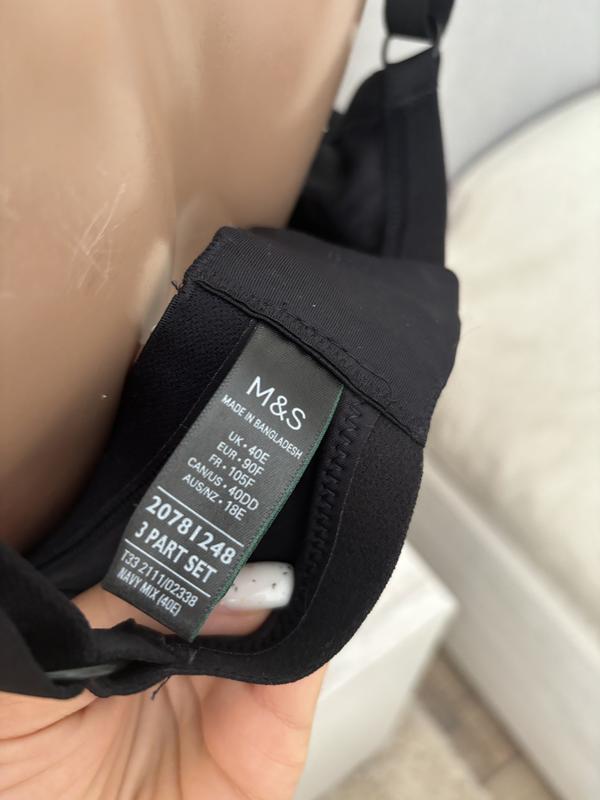 M&S
MADE IN BANGLADESH
UK • 40E
EUR • 90F
FR • 105F
CAN/US • 40DD
AUS/NZ • 18E
20781248
3 PART SET
T33 2111/02338
NAVY MIX (40E)